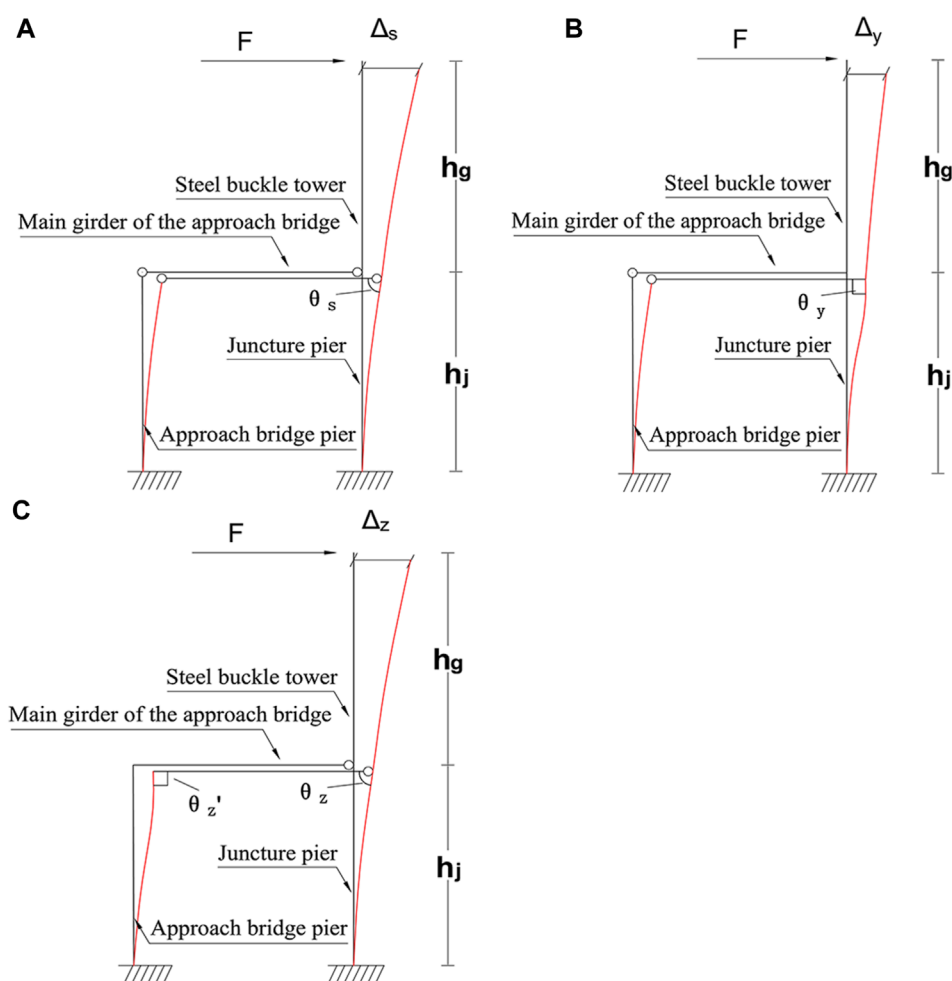 A
F
Δs
hg
Steel buckle tower
Main girder of the approach bridge
θ s
Juncture pier
hj
Approach bridge pier
B
F
Δy
hg
Steel buckle tower
Main girder of the approach bridge
θ y
Juncture pier
hj
Approach bridge pier
C
F
Δz
hg
Steel buckle tower
Main girder of the approach bridge
θ z'
θ z
Juncture pier
hj
Approach bridge pier